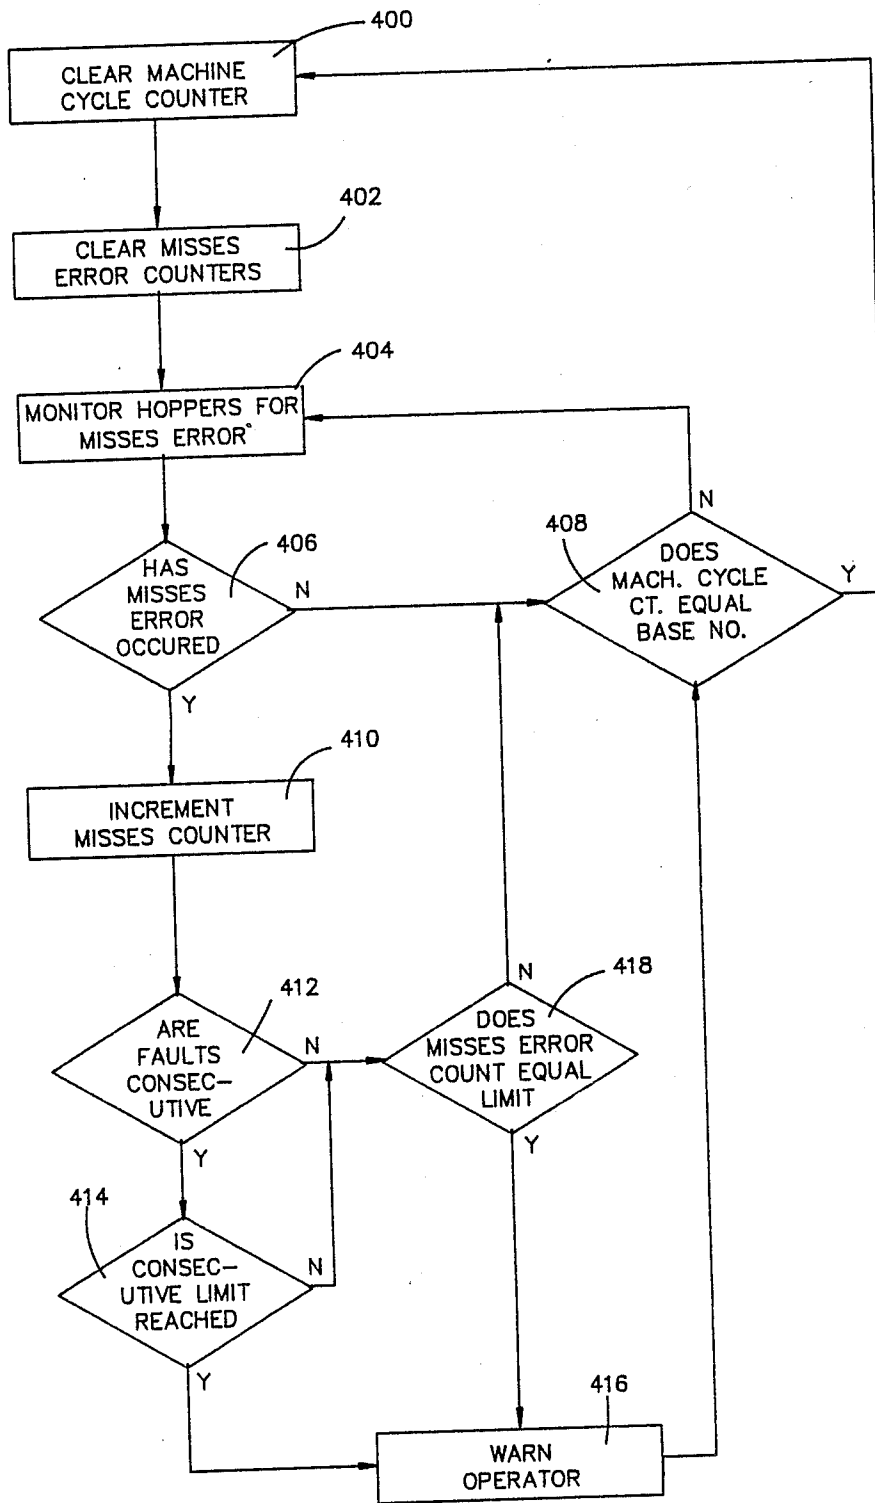 400
CLEAR MACHINE
CYCLE COUNTER
402
CLEAR MISSES
ERROR COUNTERS
404
MONITOR HOPPERS FOR
MISSES ERROR
406
HAS
MISSES
ERROR
OCCURED
N
Y
408
DOES
MACH. CYCLE
CT. EQUAL
BASE NO.
N
Y
410
INCREMENT
MISSES COUNTER
412
ARE
FAULTS
CONSEC-
UTIVE
N
Y
418
DOES
MISSES ERROR
COUNT EQUAL
LIMIT
N
Y
414
IS
CONSEC-
UTIVE LIMIT
REACHED
N
Y
416
WARN
OPERATOR